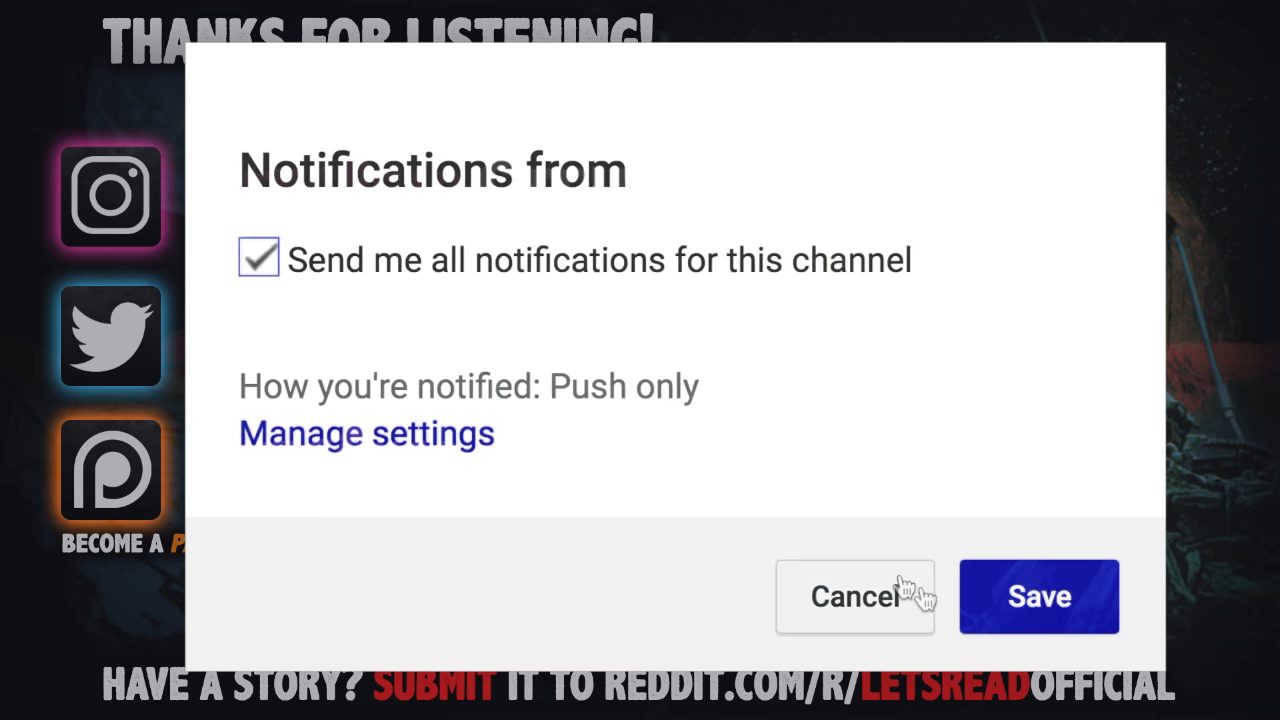 THANKS FOR LISTENING!
Notifications from
Send me all notifications for this channel
How you're notified: Push only
Manage settings
BECOME A
Cancel
Save
HAVE A STORY? SUBMIT IT TO REDDIT.COM/R/LETSREADOFFICIAL